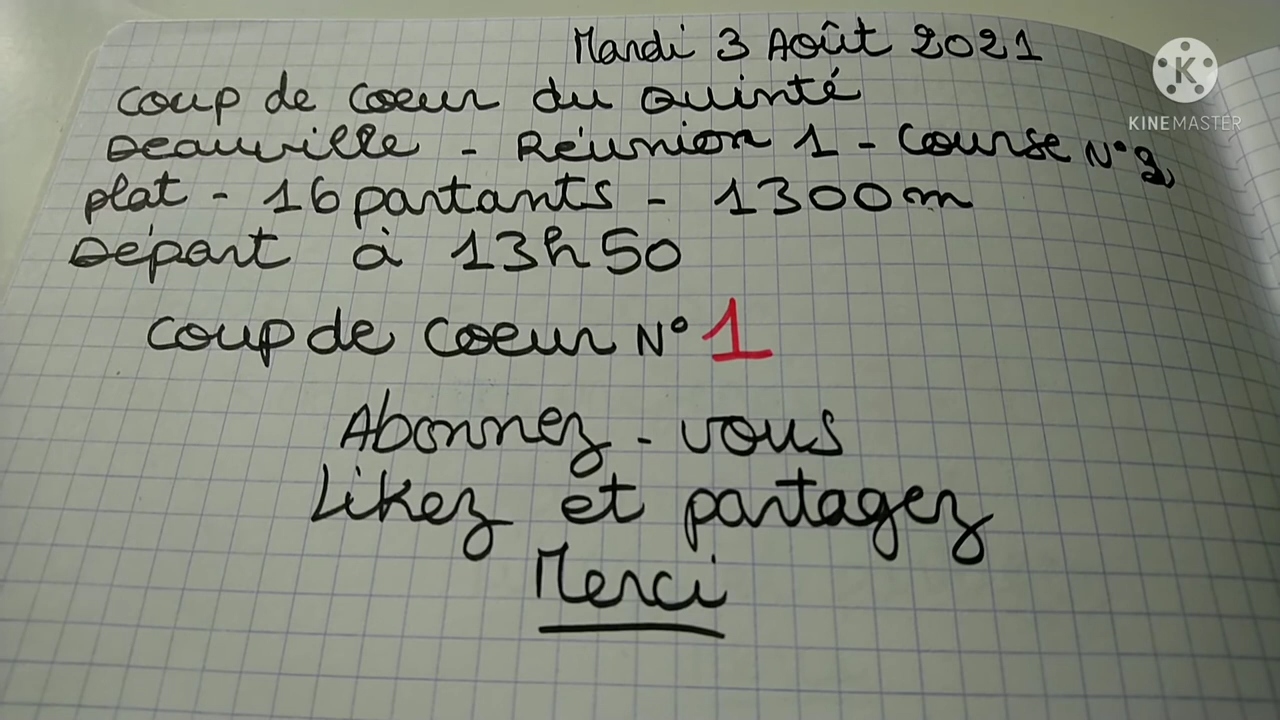 Mardi 3 Août 2021
coup de coeur du Quinté
Deauville - Réunion 1 - Course N°2
plat - 16 partants - 1300m
Départ à 13h50
coup de coeur N° 1
Abonnez-vous
Likez et partagez
Merci
K
KINEMASTER